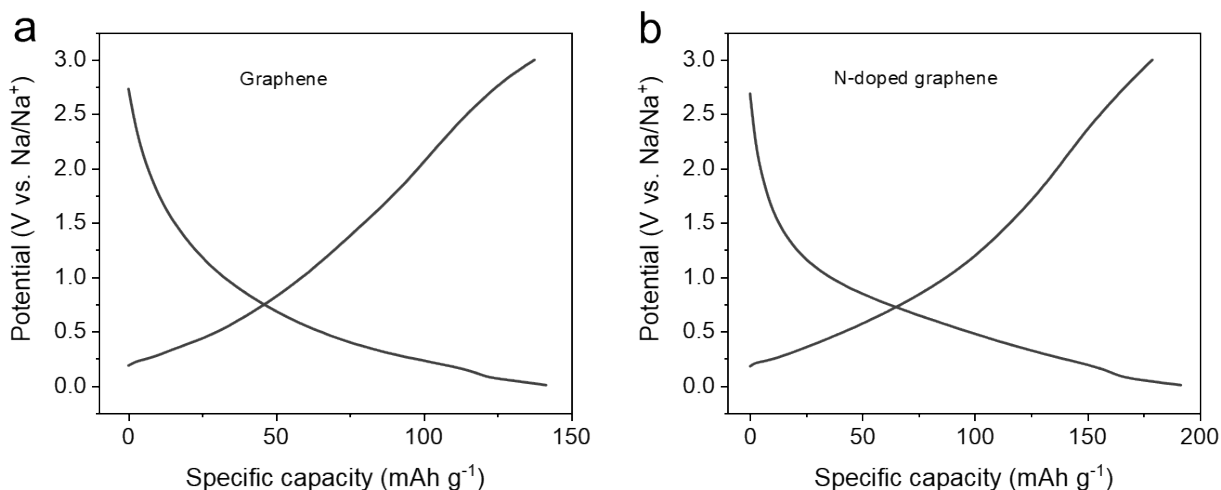 a
Graphene
Potential (V vs. Na/Na⁺)
3.0
2.5
2.0
1.5
1.0
0.5
0.0
0 50 100 150
Specific capacity (mAh g⁻¹)
b
N-doped graphene
Potential (V vs. Na/Na⁺)
3.0
2.5
2.0
1.5
1.0
0.5
0.0
0 50 100 150 200
Specific capacity (mAh g⁻¹)